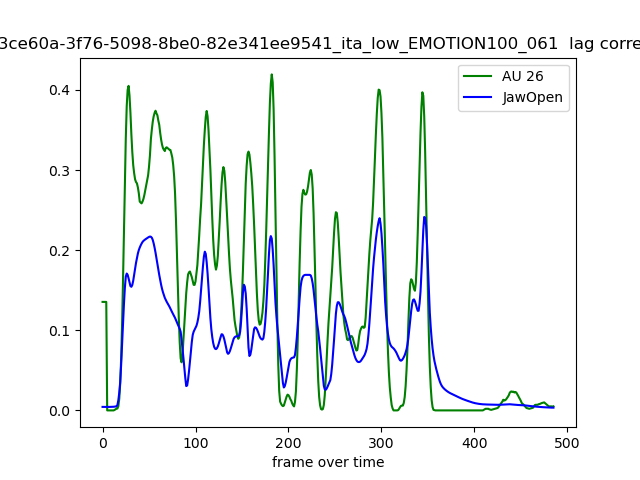 3ce60a-3f76-5098-8be0-82e341ee9541_ita_low_EMOTION100_061 lag corre
AU 26
JawOpen
0.4
0.3
0.2
0.1
0.0
0
100
200
300
400
500
frame over time